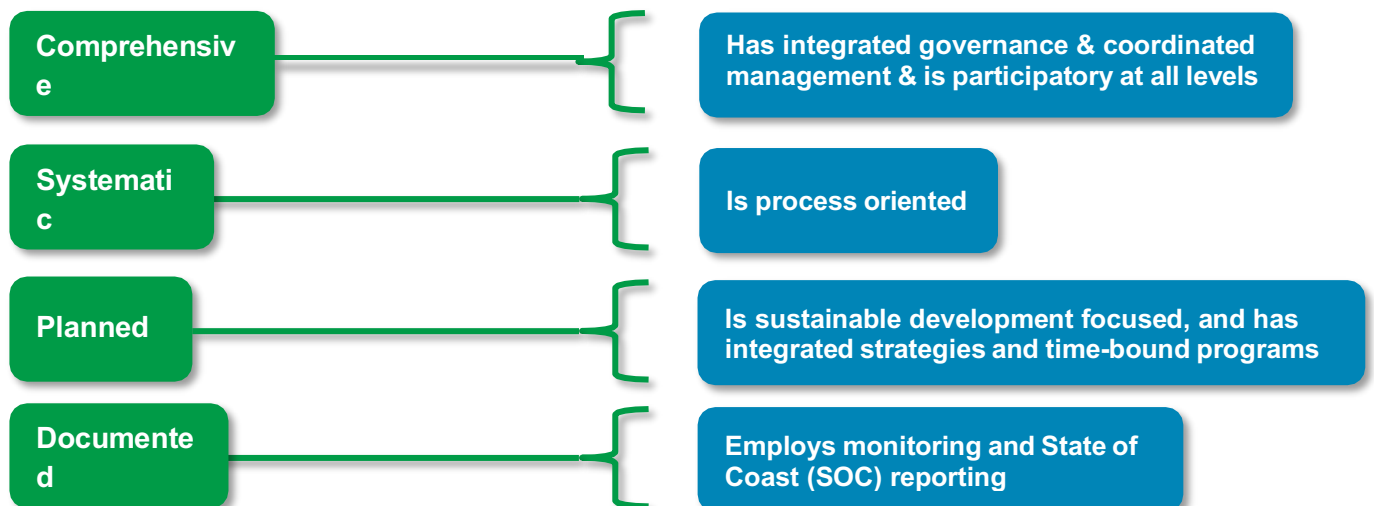 Comprehensiv
e
Has integrated governance & coordinated
management & is participatory at all levels
Systemati
c
Is process oriented
Planned
Is sustainable development focused, and has
integrated strategies and time-bound programs
Documente
d
Employs monitoring and State of
Coast (SOC) reporting